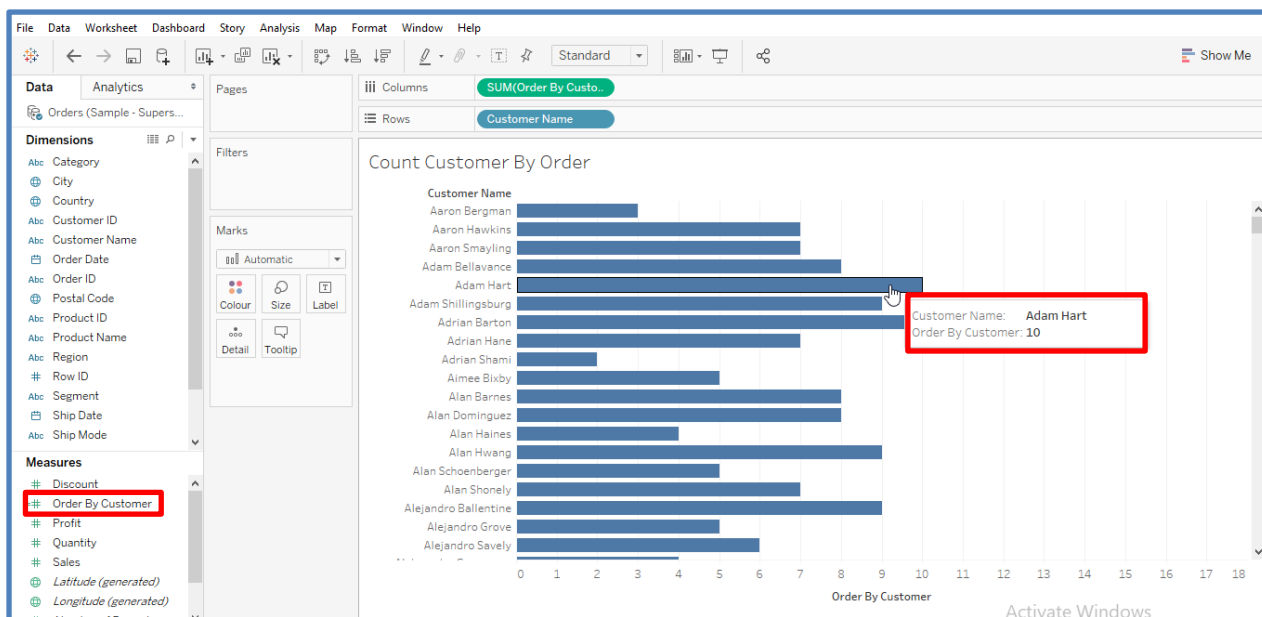 File Data Worksheet Dashboard Story Analysis Map Format Window Help
Standard
Show Me
Data Analytics
Orders (Sample - Supers...
Dimensions
Abc Category
City
Country
Abc Customer ID
Abc Customer Name
Order Date
Abc Order ID
Postal Code
Abc Product ID
Abc Product Name
Abc Region
# Row ID
Abc Segment
Ship Date
Abc Ship Mode
Measures
# Discount
# Order By Customer
# Profit
# Quantity
# Sales
Latitude (generated)
Longitude (generated)
Pages
Filters
Marks
Automatic
Colour Size Label
Detail Tooltip
Columns SUM(Order By Custo..
Rows Customer Name
Count Customer By Order
Customer Name
Aaron Bergman
Aaron Hawkins
Aaron Smayling
Adam Bellavance
Adam Hart
Adam Shillingsburg
Adrian Barton
Adrian Hane
Adrian Shami
Aimee Bixby
Alan Barnes
Alan Dominguez
Alan Haines
Alan Hwang
Alan Schoenberger
Alan Shonely
Alejandro Ballentine
Alejandro Grove
Alejandro Savely
Customer Name: Adam Hart
Order By Customer: 10
0 1 2 3 4 5 6 7 8 9 10 11 12 13 14 15 16 17 18
Order By Customer
Activate Windows